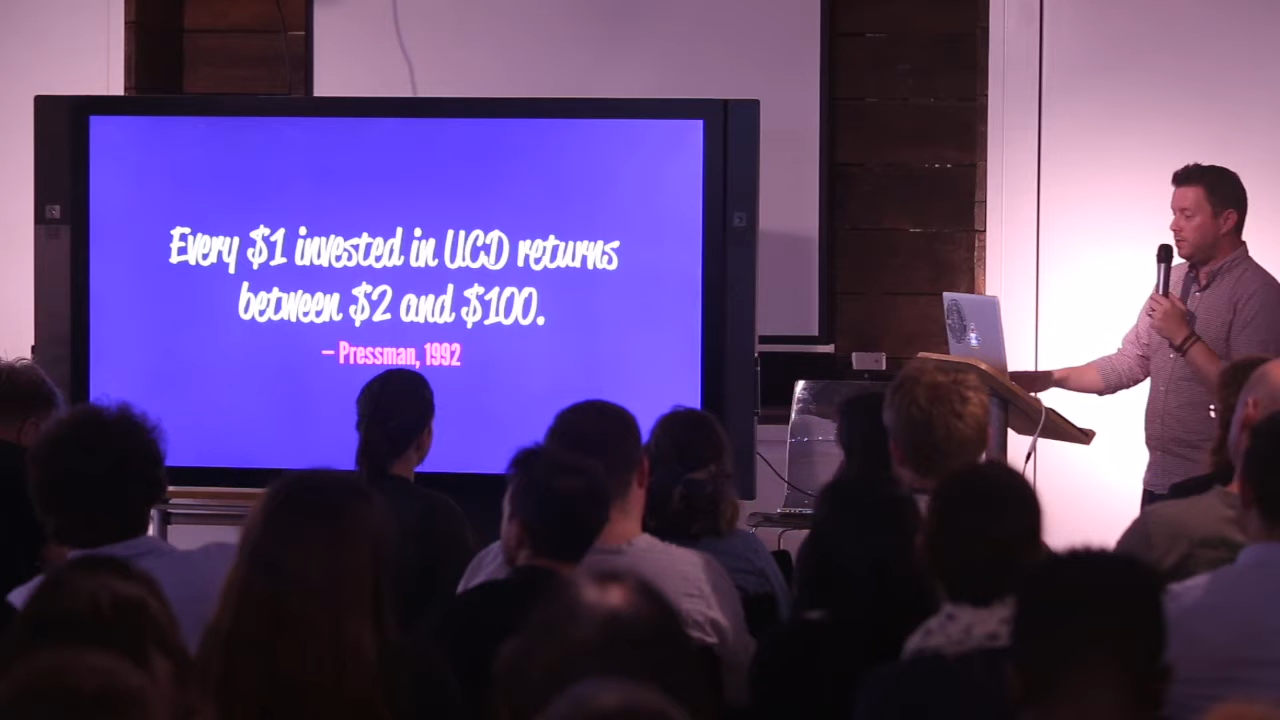 Every $1 invested in UCD returns
between $2 and $100.
– Pressman, 1992